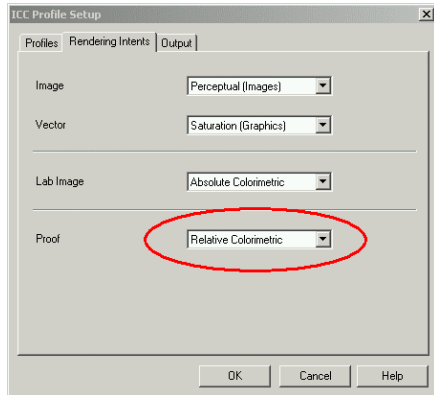 ICC Profile Setup
Profiles Rendering Intents Output
Image Perceptual (Images)
Vector Saturation (Graphics)
Lab Image Absolute Colorimetric
Proof Relative Colorimetric
OK Cancel Help